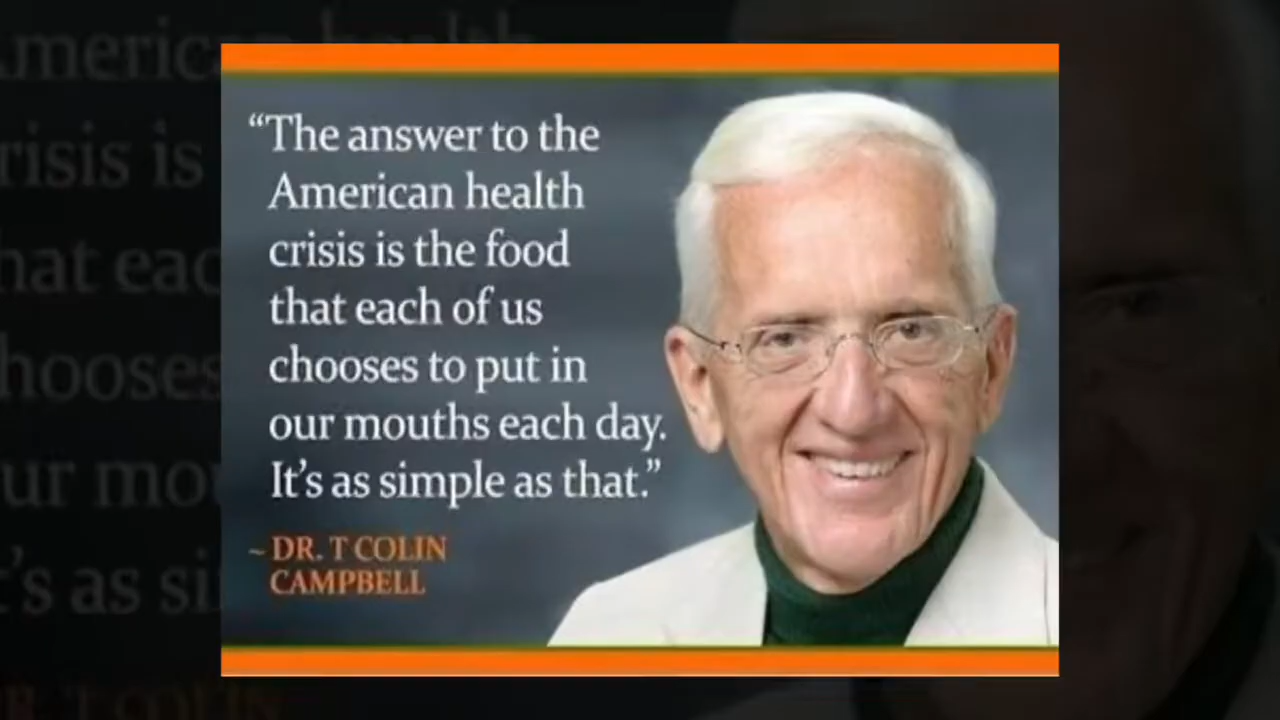 “The answer to the
American health
crisis is the food
that each of us
chooses to put in
our mouths each day.
It’s as simple as that.”
~ DR. T COLIN
CAMPBELL